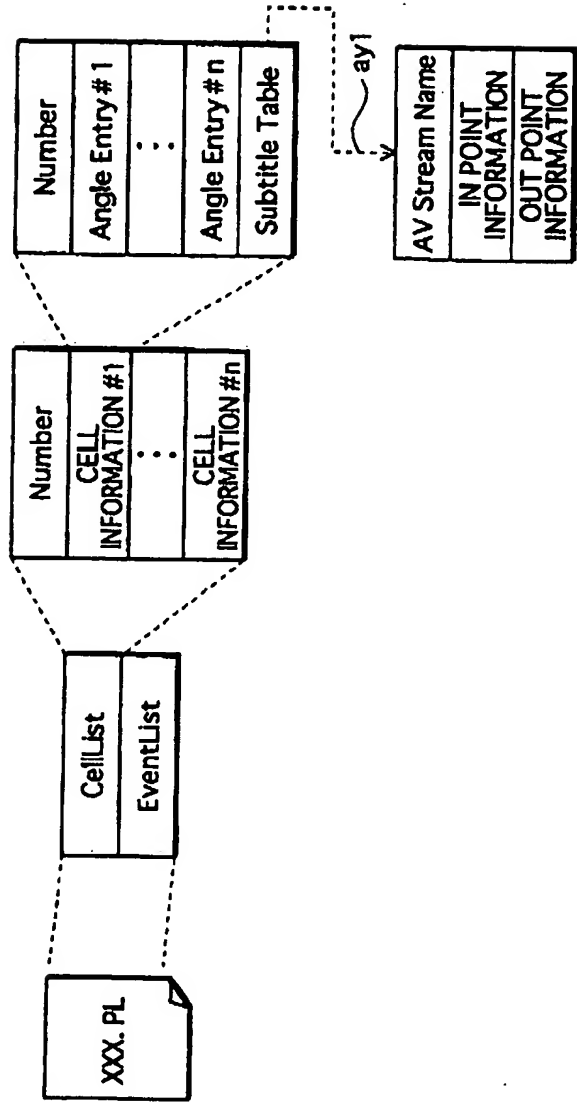 XXX. PL
CellList
EventList
Number
CELL
INFORMATION #1
⋮
CELL
INFORMATION #n
Number
Angle Entry # 1
⋮
Angle Entry # n
Subtitle Table
ay1
AV Stream Name
IN POINT
INFORMATION
OUT POINT
INFORMATION